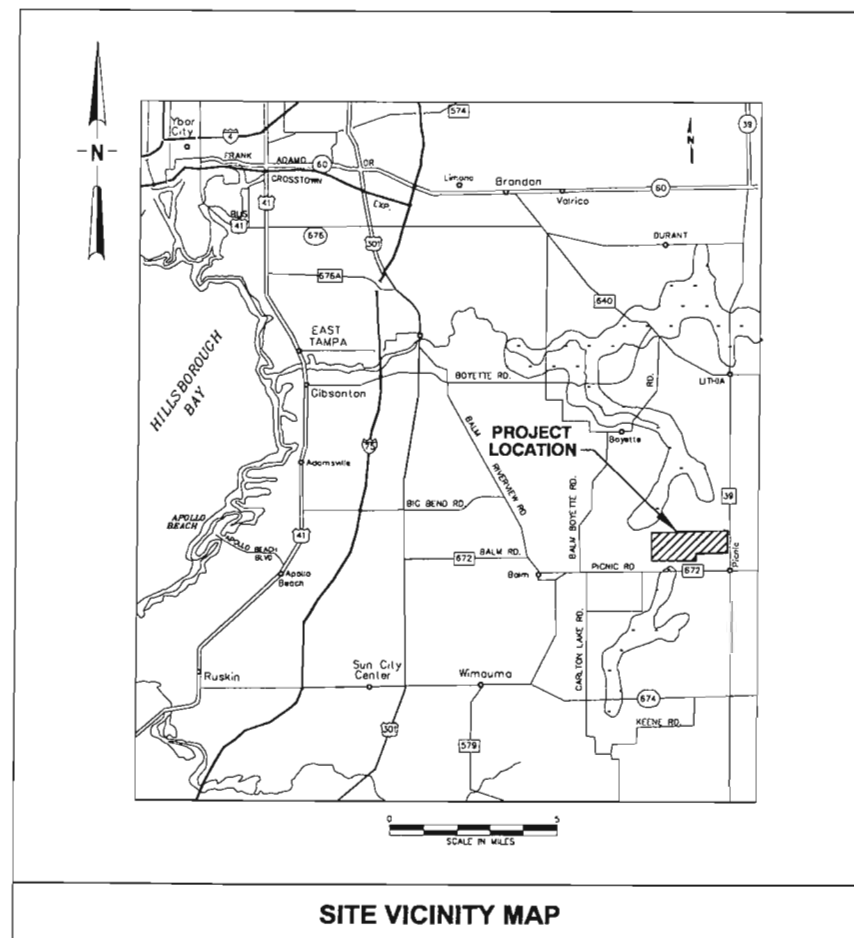 N
574
39
Ybor
City
4
N
FRANK
ADAMO
60
DR
CROSSTOWN
Limona
Brandon
Valrico
60
41
EXP.
BUS
41
676
301
DURANT
676A
640
EAST
TAMPA
HILLSBOROUGH
BAY
BOYETTE RD.
RD.
LITHIA
Gibsonton
BALM
RIVERVIEW RD
PROJECT
LOCATION
Boyette
75
Adamsville
BIG BEND RD.
BALM BOYETTE RD.
39
APOLLO
BEACH
41
APOLLO BEACH
BLVD
672
BALM RD.
Apollo
Beach
Balm
PICNIC RD
672
Picnic
CARLTON LAKE RD.
Ruskin
Sun City
Center
Wimauma
674
KEENE RD.
301
579
0
5
SCALE IN MILES
SITE VICINITY MAP